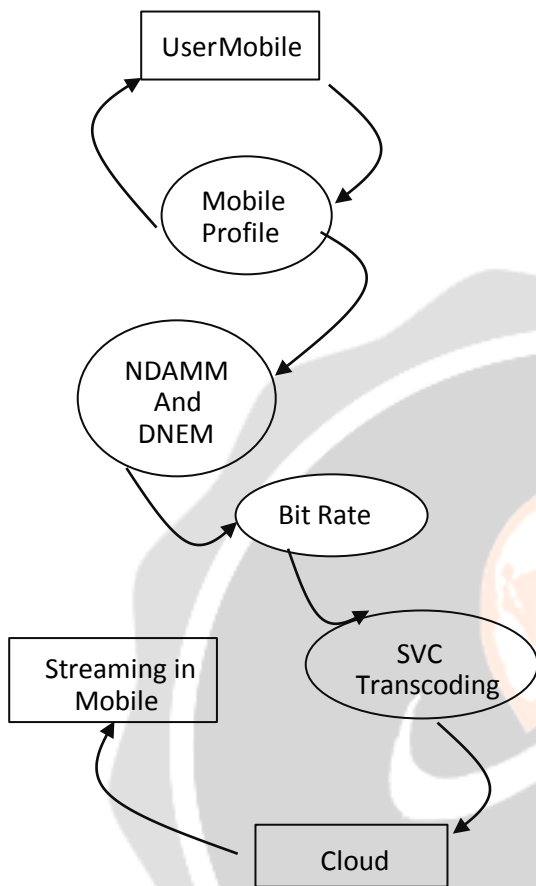 UserMobile
Mobile
Profile
NDAMM
And
DNEM
Bit Rate
SVC
Transcoding
Streaming in
Mobile
Cloud